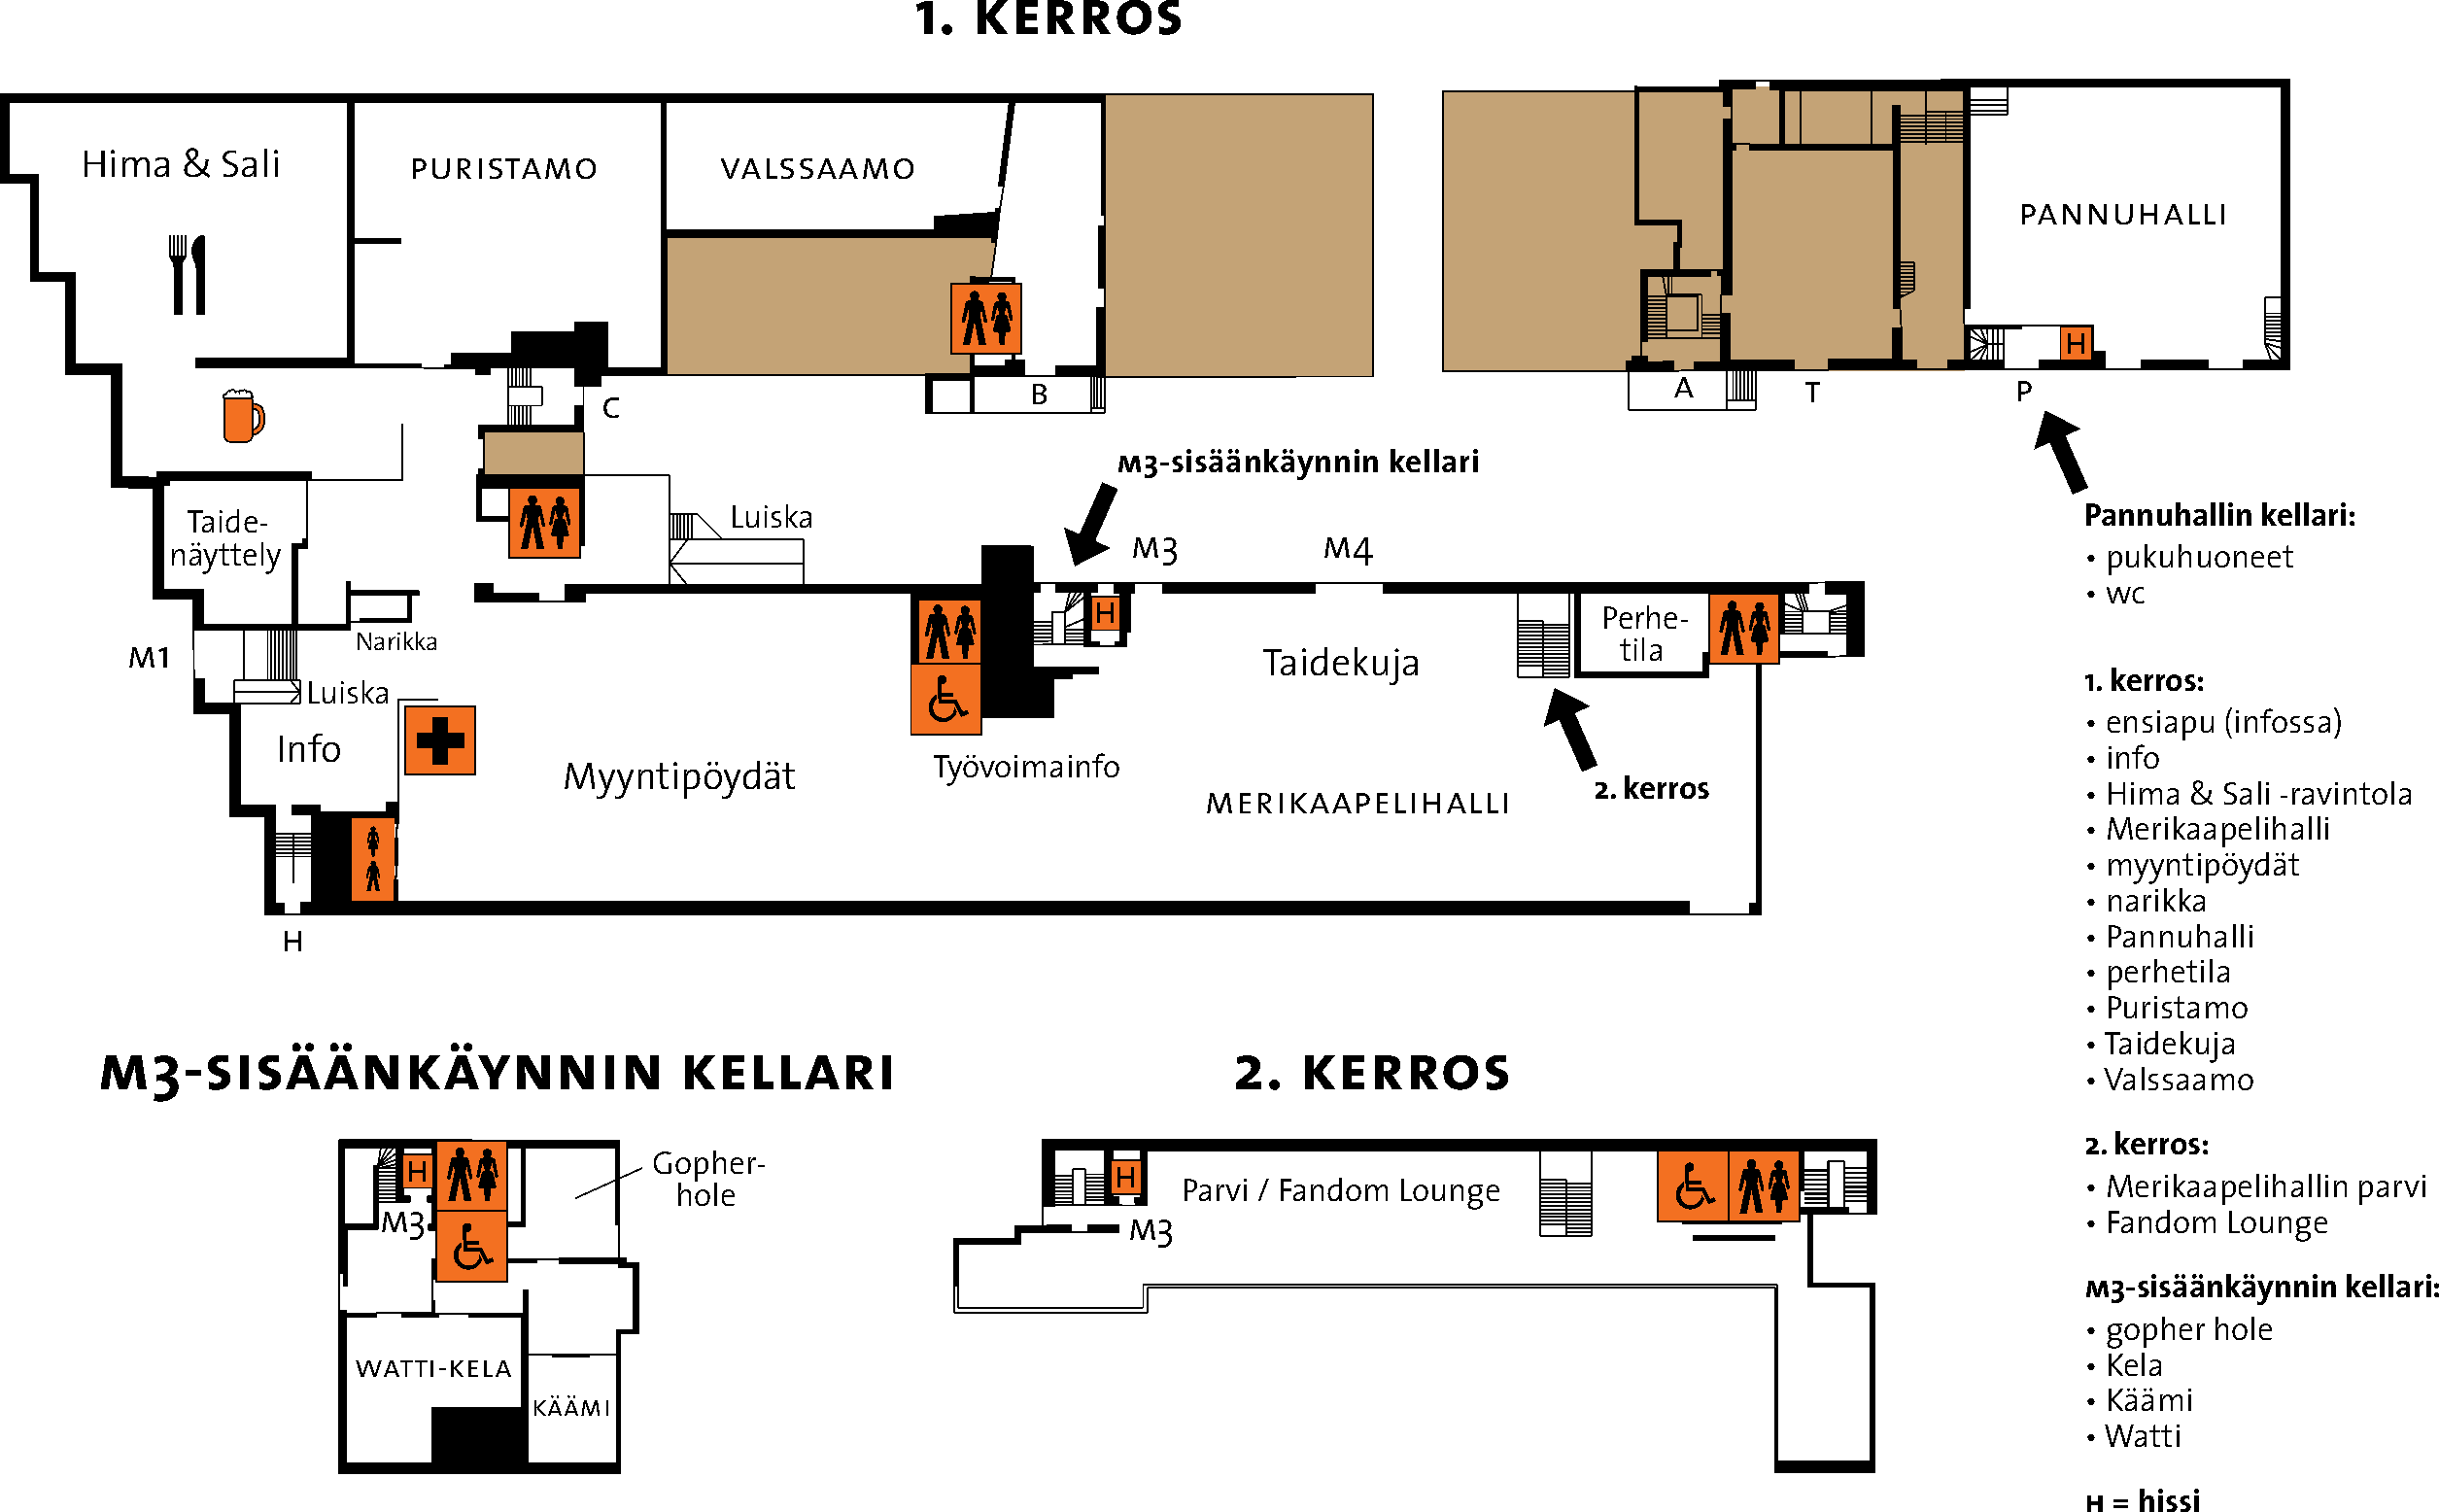 1. KERROS
Hima & Sali
PURISTAMO
VALSSAAMO
PANNUHALLI
H
A
T
P
B
C
M3-sisäänkäynnin kellari
Luiska
M3
M4
Taide-
näyttely
Narikka
M1
Luiska
Info
H
Perhe-
tila
Taidekuja
Myyntipöydät
Työvoimainfo
MERIKAAPELIHALLI
2. kerros
H
Pannuhallin kellari:
• pukuhuoneet
• wc
1. kerros:
• ensiapu (infossa)
• info
• Hima & Sali -ravintola
• Merikaapelihalli
• myyntipöydät
• narikka
• Pannuhalli
• perhetila
• Puristamo
• Taidekuja
• Valssaamo
2. kerros:
• Merikaapelihallin parvi
• Fandom Lounge
M3-sisäänkäynnin kellari:
• gopher hole
• Kela
• Käämi
• Watti
H = hissi
M3-SISÄÄNKÄYNNIN KELLARI
H
M3
Gopher-
hole
WATTI-KELA
KÄÄMI
2. KERROS
H
M3
Parvi / Fandom Lounge